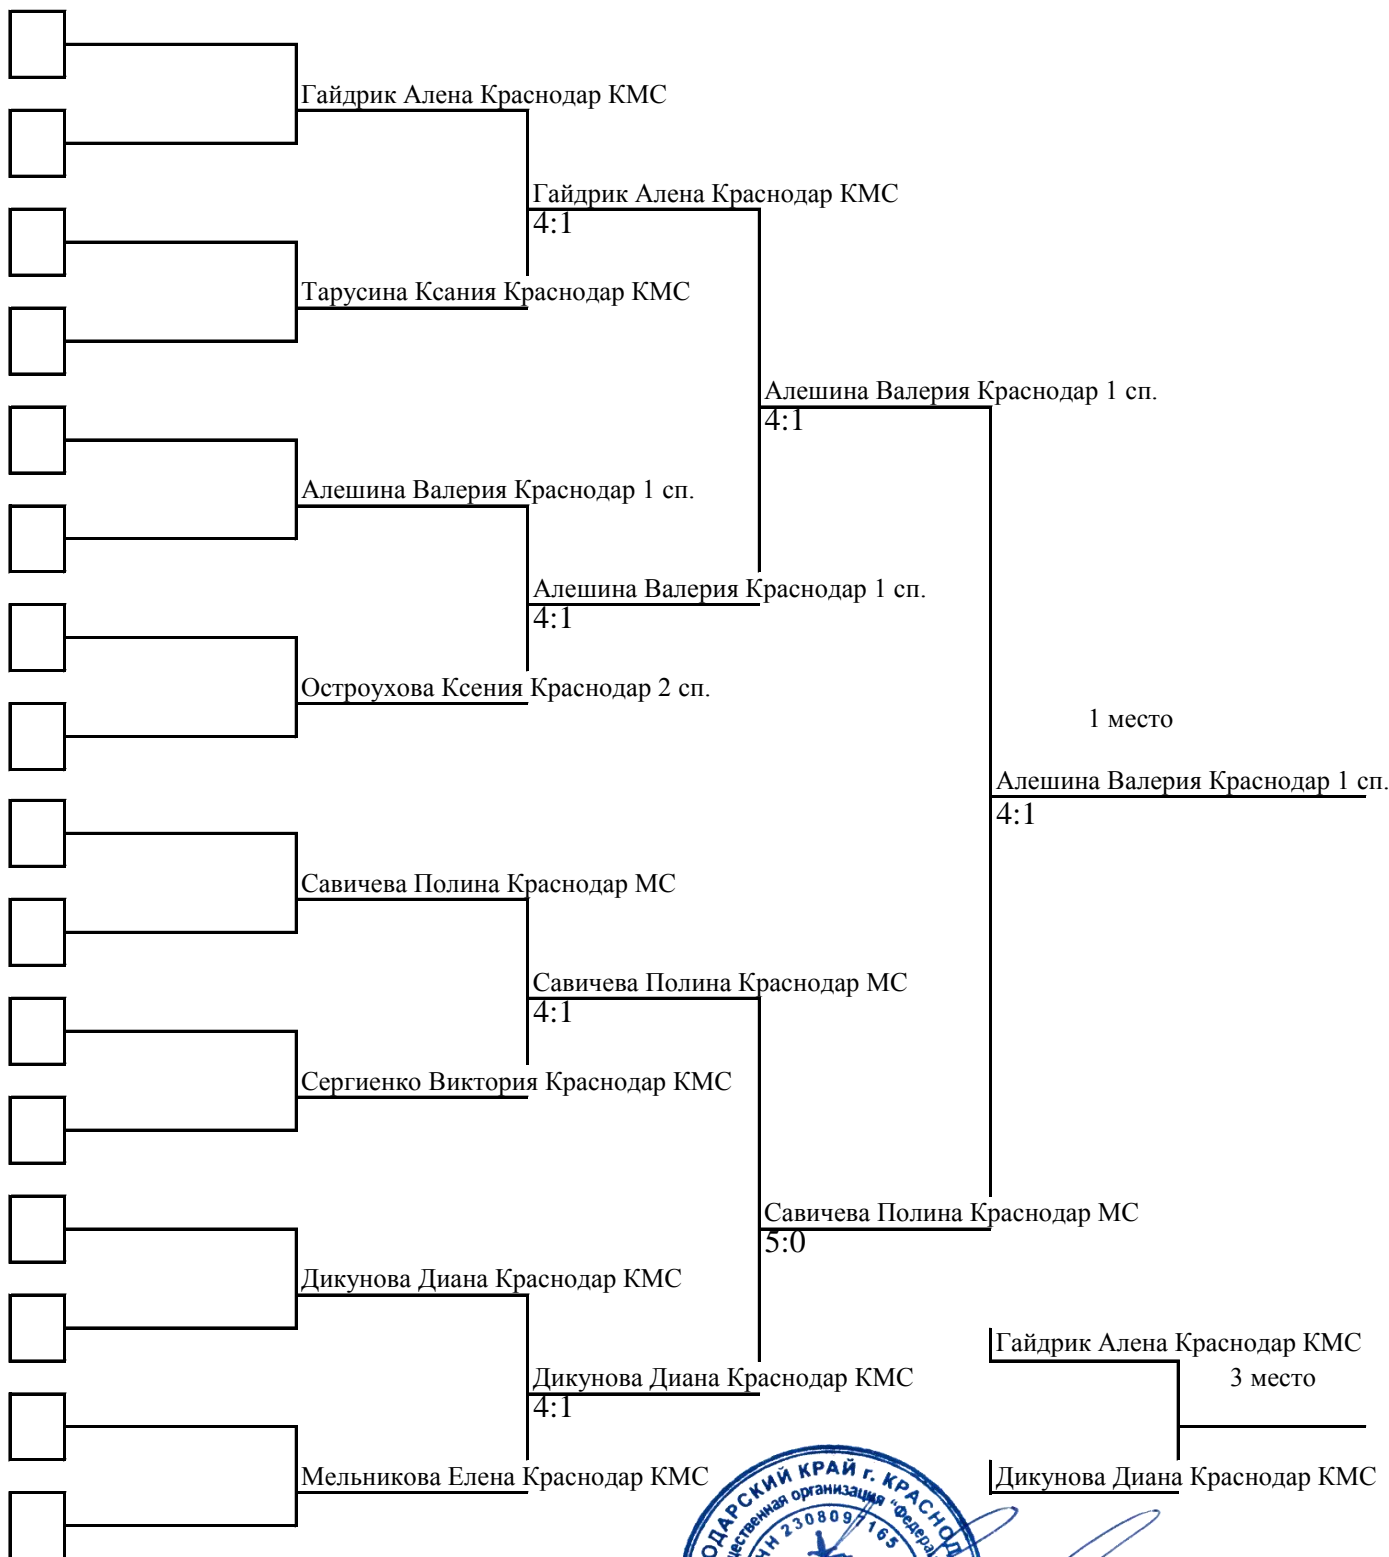 Гайдрик Алена Краснодар КМС
Гайдрик Алена Краснодар КМС
4:1
Тарусина Ксания Краснодар КМС
Алешина Валерия Краснодар 1 сп.
4:1
Алешина Валерия Краснодар 1 сп.
Алешина Валерия Краснодар 1 сп.
4:1
Остроухова Ксения Краснодар 2 сп.
1 место
Алешина Валерия Краснодар 1 сп.
4:1
Савичева Полина Краснодар МС
Савичева Полина Краснодар МС
4:1
Сергиенко Виктория Краснодар КМС
Савичева Полина Краснодар МС
5:0
Дикунова Диана Краснодар КМС
Гайдрик Алена Краснодар КМС
3 место
Дикунова Диана Краснодар КМС
4:1
Мельникова Елена Краснодар КМС
Дикунова Диана Краснодар КМС
КРАЙ г.
организация